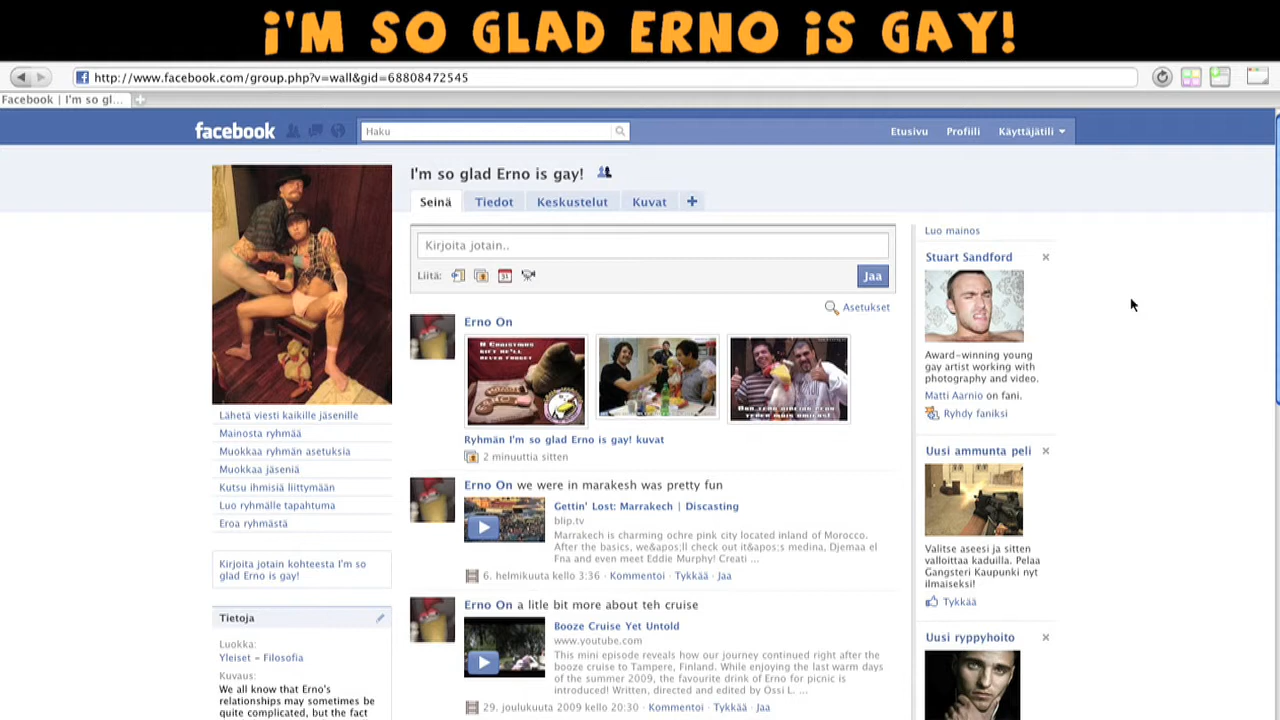 I'M SO GLAD ERNO IS GAY!
http://www.facebook.com/group.php?v=wall&gid=68808472545
Facebook | I'm so gl...
facebook
Haku
Etusivu Profiili Käyttäjätili
I'm so glad Erno is gay!
Seinä Tiedot Keskustelut Kuvat +
Kirjoita jotain..
Liitä: 31 Jaa
Asetukset
Erno On
Ryhmän I'm so glad Erno is gay! kuvat
2 minuuttia sitten
Erno On we were in marakesh was pretty fun
Gettin' Lost: Marrakech | Discasting
blip.tv
Marrakech is charming ochre pink city located inland of Morocco.
After the basics, we&apos;ll check out it&apos;s medina, Djemaa el
Fna and even meet Eddie Murphy! Creati ...
6. helmikuuta kello 3:36 · Kommentoi · Tykkää · Jaa
Erno On a litle bit more about teh cruise
Booze Cruise Yet Untold
www.youtube.com
This mini episode reveals how our journey continued right after the
booze cruise to Tampere, Finland. While enjoying the last warm days
of the summer 2009, the favourite drink of Erno for picnic is
introduced! Written, directed and edited by Ossi L. ...
29. joulukuuta 2009 kello 20:30 · Kommentoi · Tykkää · Jaa
Lähetä viesti kaikille jäsenille
Mainosta ryhmää
Muokkaa ryhmän asetuksia
Muokkaa jäseniä
Kutsu ihmisiä liittymään
Luo ryhmälle tapahtuma
Eroa ryhmästä
Kirjoita jotain kohteesta I'm so
glad Erno is gay!
Tietoja
Luokka:
Yleiset - Filosofia
Kuvaus:
We all know that Erno's
relationships may sometimes be
quite complicated, but the fact
Luo mainos
Stuart Sandford
Award-winning young
gay artist working with
photography and video.
Matti Aarnio on fani.
Ryhdy faniksi
Uusi ammunta peli
Valitse aseesi ja sitten
valloittaa kaduilla. Pelaa
Gangsteri Kaupunki nyt
ilmaiseksi!
Tykkää
Uusi ryppyhoito